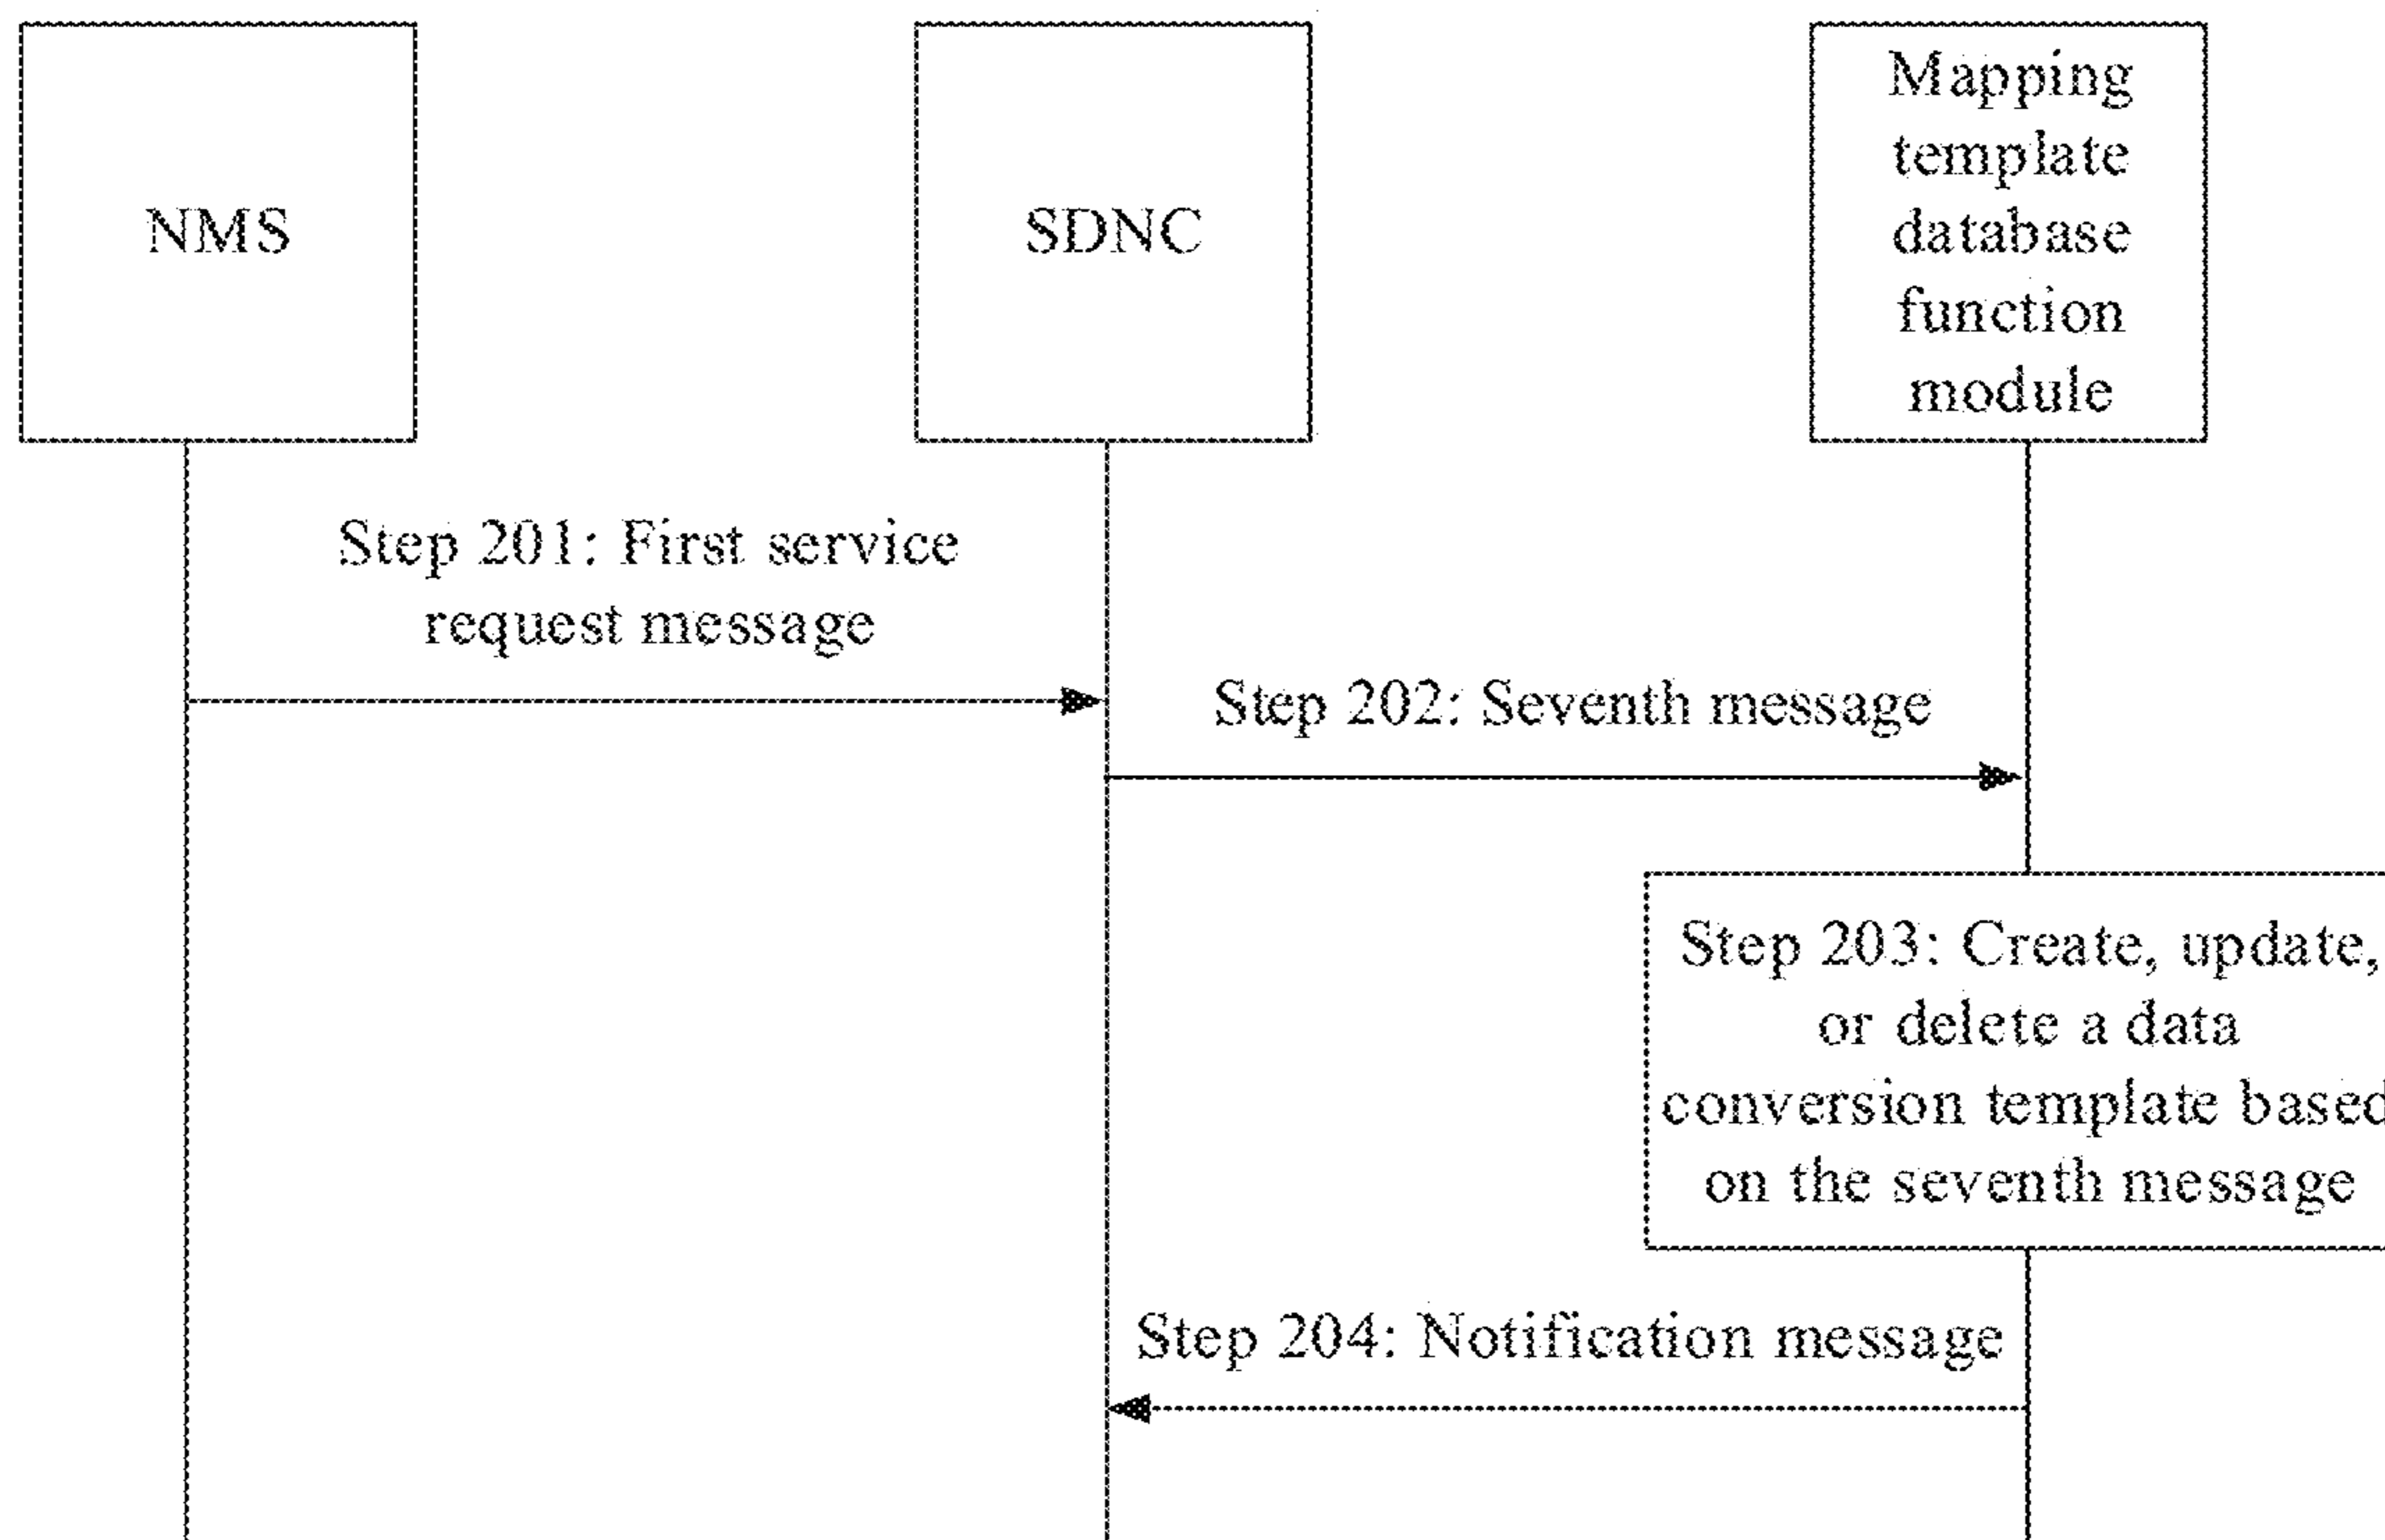 NMS
SDNC
Mapping
template
database
function
module
Step 201: First service
request message
Step 202: Seventh message
Step 203: Create, update,
or delete a data
conversion template based
on the seventh message
Step 204: Notification message